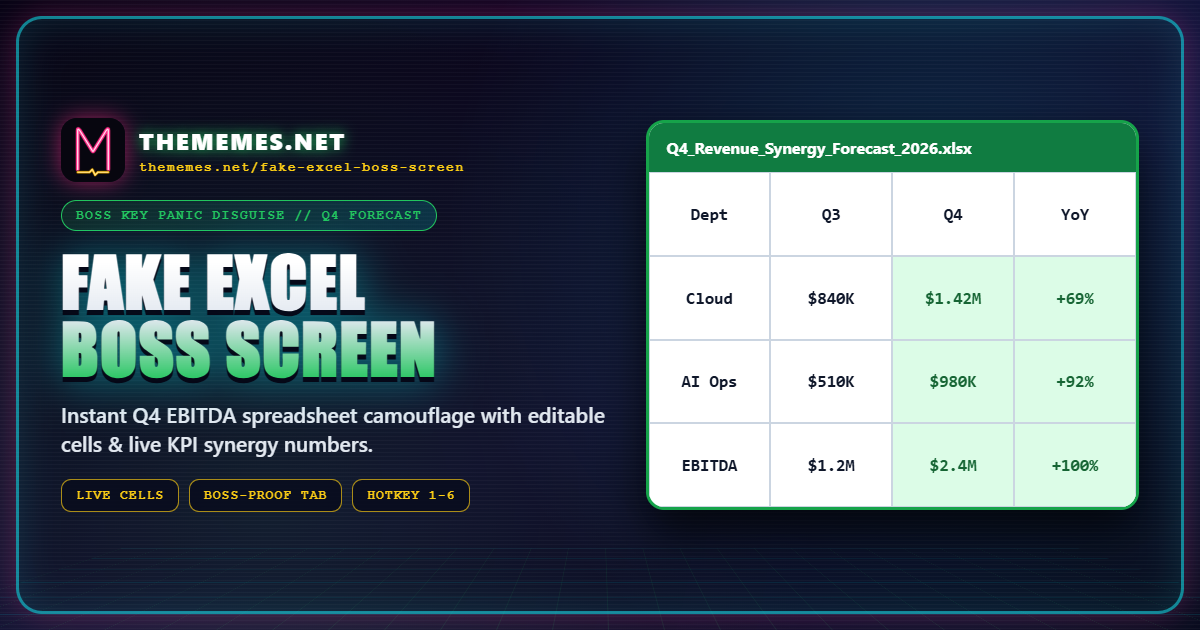 THEMEMES.NET
thememes.net/fake-excel-boss-screen
BOSS KEY PANIC DISGUISE // Q4 FORECAST
FAKE EXCEL
BOSS SCREEN
Instant Q4 EBITDA spreadsheet camouflage with editable
cells & live KPI synergy numbers.
LIVE CELLS BOSS-PROOF TAB HOTKEY 1-6
Q4_Revenue_Synergy_Forecast_2026.xlsx
Dept Q3 Q4 YoY
Cloud $840K $1.42M +69%
AI Ops $510K $980K +92%
EBITDA $1.2M $2.4M +100%